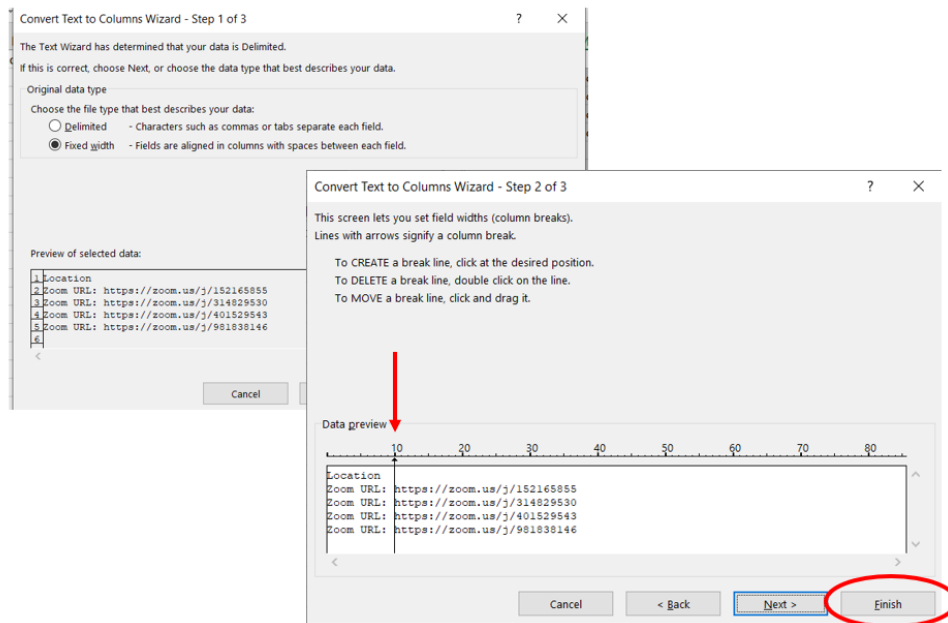 Convert Text to Columns Wizard - Step 1 of 3 ? ×
The Text Wizard has determined that your data is Delimited.
If this is correct, choose Next, or choose the data type that best describes your data.
Original data type
Choose the file type that best describes your data:
Delimited - Characters such as commas or tabs separate each field.
Fixed width - Fields are aligned in columns with spaces between each field.
Preview of selected data:
1 Location
2 Zoom URL: https://zoom.us/j/152165855
3 Zoom URL: https://zoom.us/j/314829530
4 Zoom URL: https://zoom.us/j/401529543
5 Zoom URL: https://zoom.us/j/981838146
6
<
Cancel
Convert Text to Columns Wizard - Step 2 of 3 ? ×
This screen lets you set field widths (column breaks).
Lines with arrows signify a column break.
To CREATE a break line, click at the desired position.
To DELETE a break line, double click on the line.
To MOVE a break line, click and drag it.
Data preview
10 20 30 40 50 60 70 80
Location
Zoom URL: https://zoom.us/j/152165855
Zoom URL: https://zoom.us/j/314829530
Zoom URL: https://zoom.us/j/401529543
Zoom URL: https://zoom.us/j/981838146
< >
Cancel < Back Next > Finish